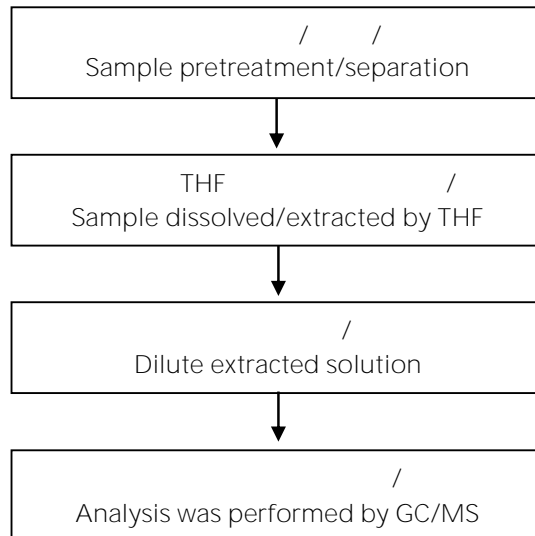 / /
Sample pretreatment/separation
THF /
Sample dissolved/extracted by THF
/
Dilute extracted solution
/
Analysis was performed by GC/MS